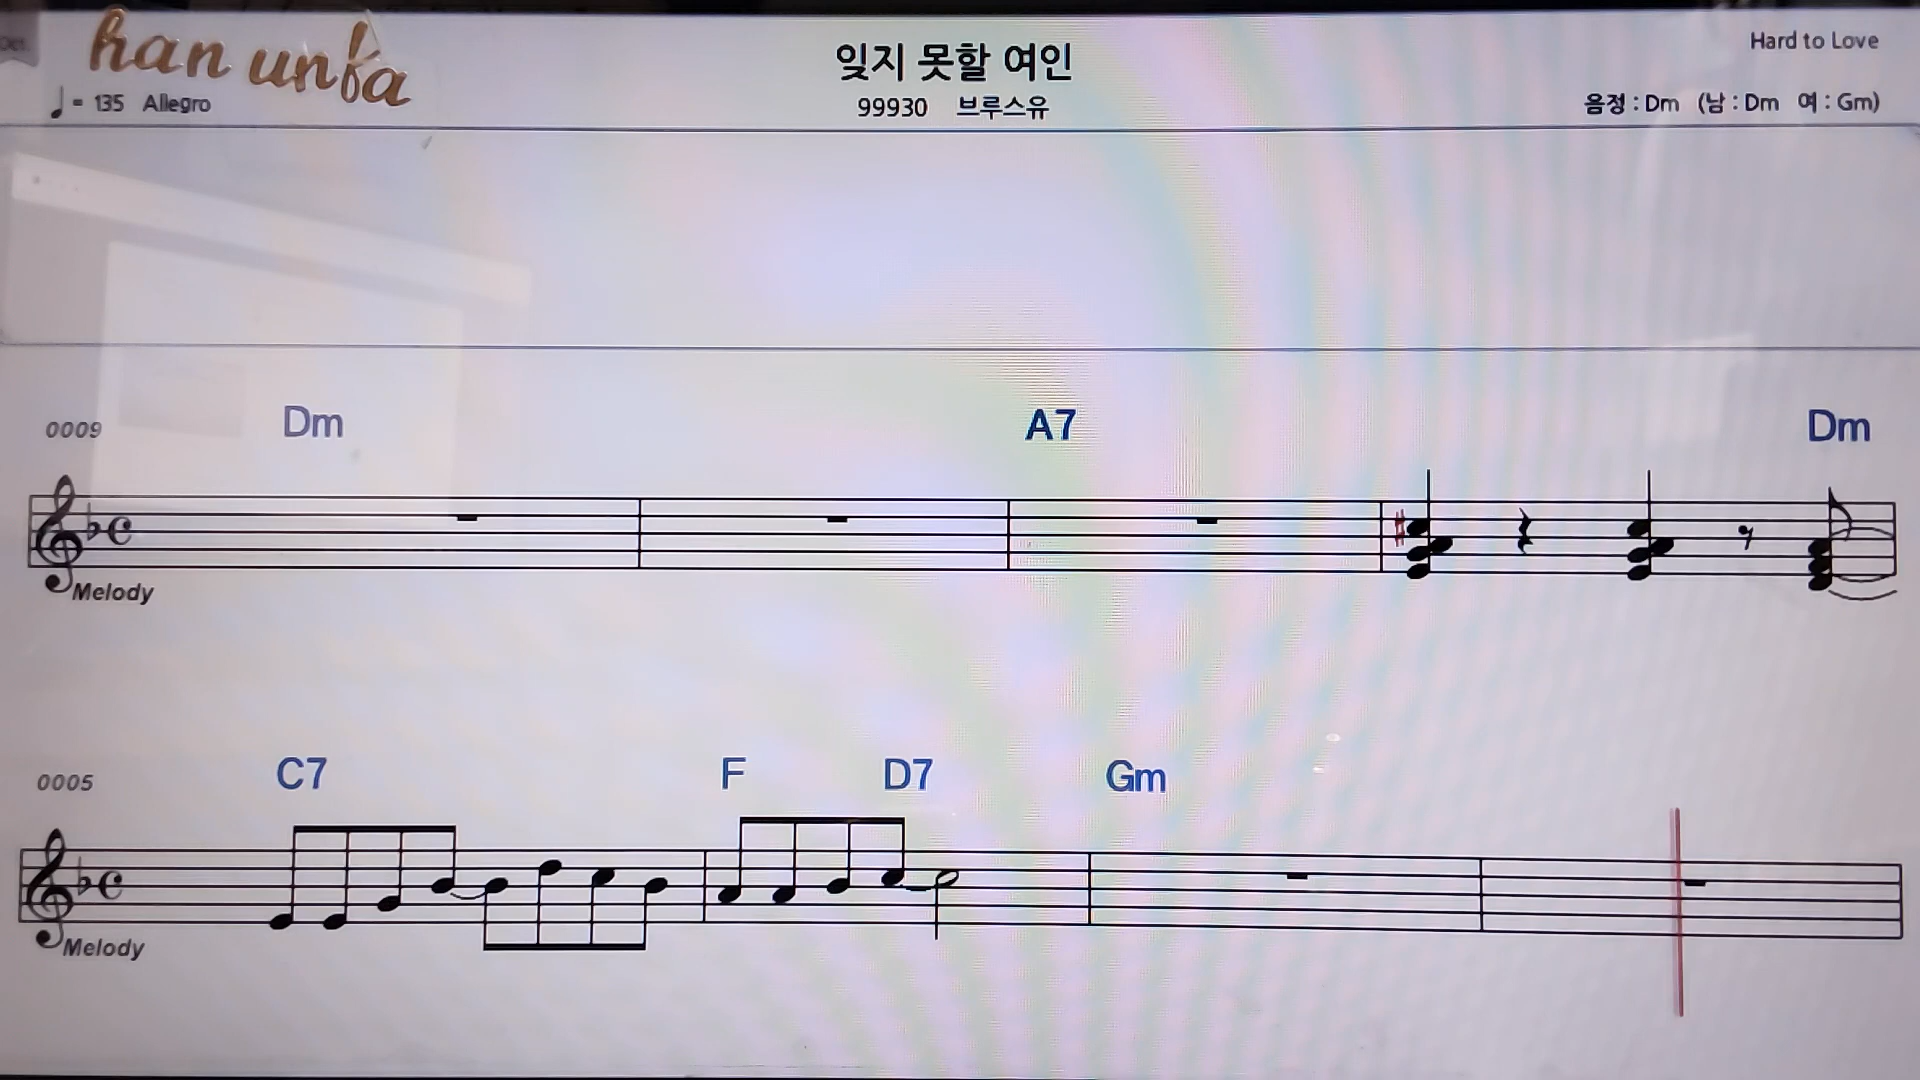 han unfa
잊지 못할 여인
Hard to Love
♩ = 135 Allegro
99930 브루스유
음정 : Dm (남 : Dm 여 : Gm)
0009 Dm A7 Dm
Melody
0005 C7 F D7 Gm
Melody